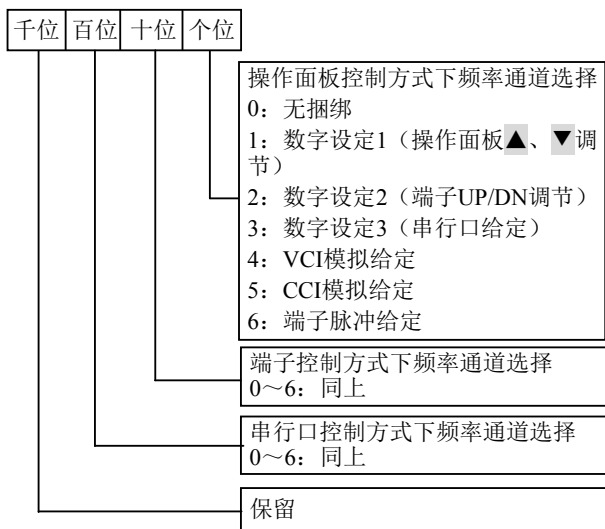 千位 百位 十位 个位
操作面板控制方式下频率通道选择
0：无捆绑
1：数字设定1（操作面板▲、▼调
节）
2：数字设定2（端子UP/DN调节）
3：数字设定3（串行口给定）
4：VCI模拟给定
5：CCI模拟给定
6：端子脉冲给定
端子控制方式下频率通道选择
0～6：同上
串行口控制方式下频率通道选择
0～6：同上
保留